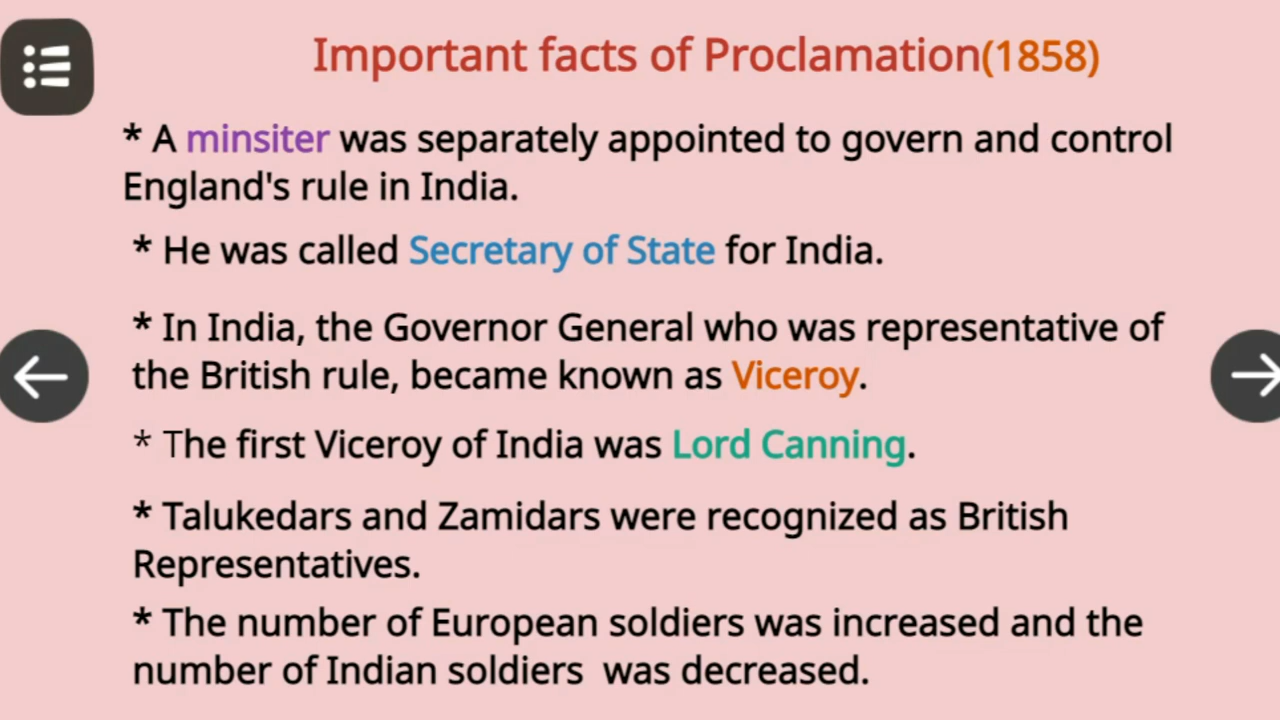 Important facts of Proclamation(1858)
* A minsiter was separately appointed to govern and control
England's rule in India.
* He was called Secretary of State for India.
* In India, the Governor General who was representative of
the British rule, became known as Viceroy.
* The first Viceroy of India was Lord Canning.
* Talukedars and Zamidars were recognized as British
Representatives.
* The number of European soldiers was increased and the
number of Indian soldiers  was decreased.